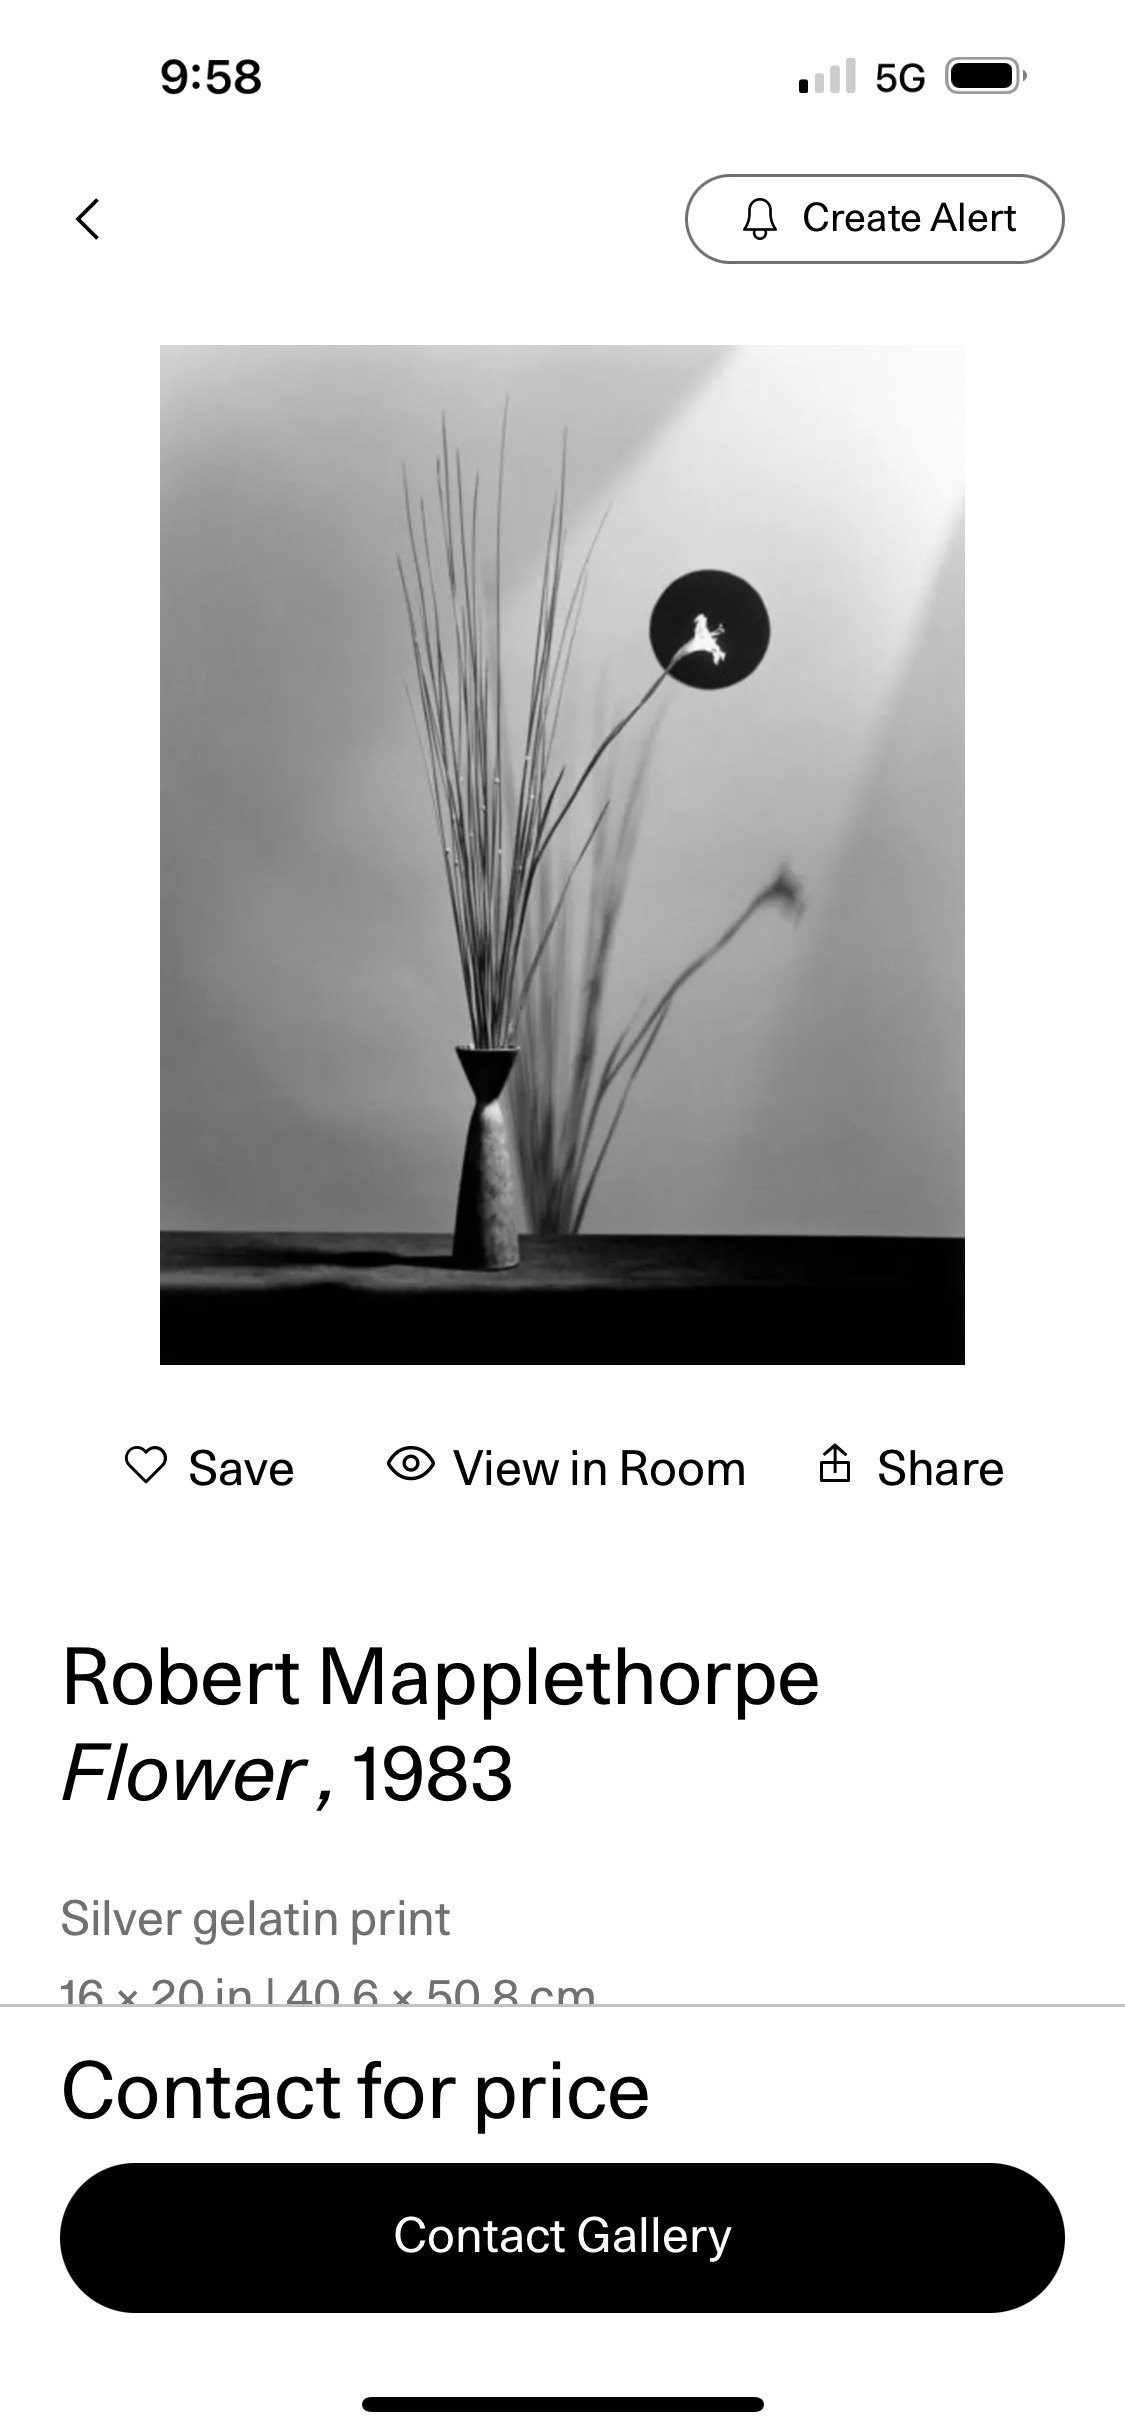 9:58 5G
Create Alert
Save View in Room Share
Robert Mapplethorpe
Flower , 1983
Silver gelatin print
16 × 20 in | 40.6 × 50.8 cm
Contact for price
Contact Gallery